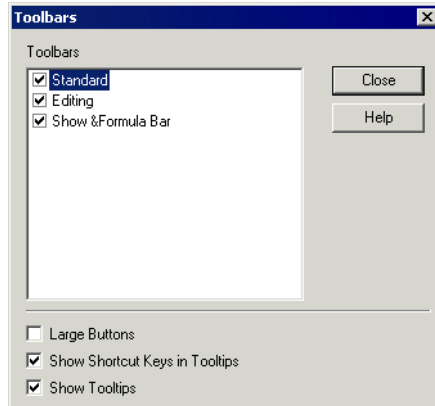 Toolbars
Toolbars
Standard
Close
Editing
Help
Show &Formula Bar
Large Buttons
Show Shortcut Keys in Tooltips
Show Tooltips